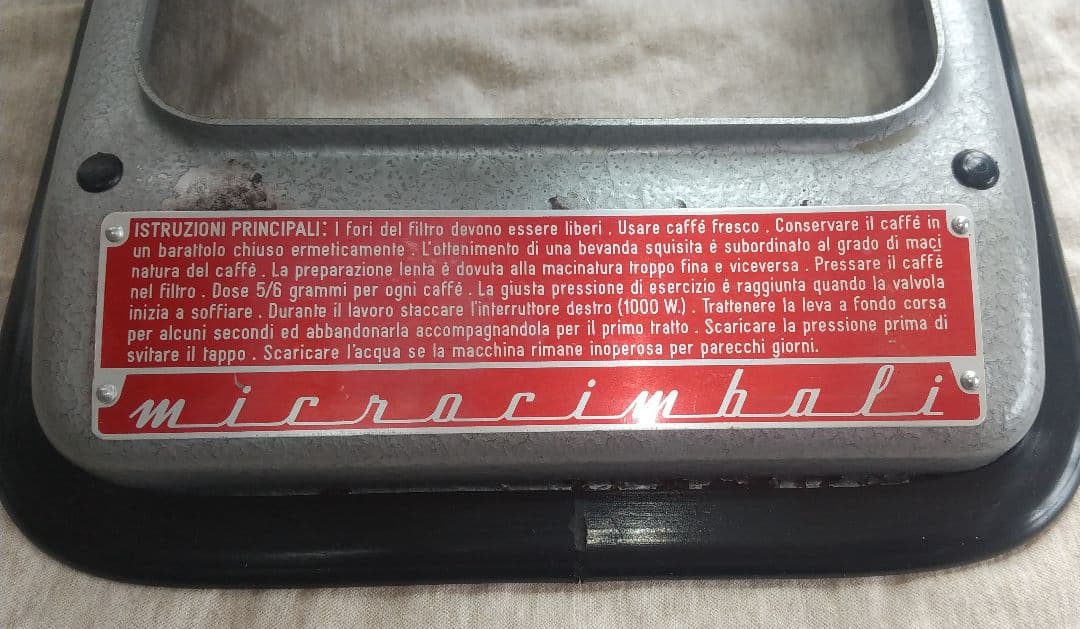 ISTRUZIONI PRINCIPALI: I fori del filtro devono essere liberi . Usare caffé fresco . Conservare il caffé in
un barattolo chiuso ermeticamente . L'ottenimento di una bevanda squisita é subordinato al grado di maci
natura del caffé . La preparazione lenta è dovuta alla macinatura troppo fina e viceversa . Pressare il caffè
nel filtro . Dose 5/6 grammi per ogni caffé . La giusta pressione di esercizio é raggiunta quando la valvola
inizia a soffiare . Durante il lavoro staccare l'interruttore destro (1000 W.) . Trattenere la leva a fondo corsa
per alcuni secondi ed abbandonarla accompagnandola per il primo tratto . Scaricare la pressione prima di
svitare il tappo . Scaricare l'acqua se la macchina rimane inoperosa per parecchi giorni.
microcimbali